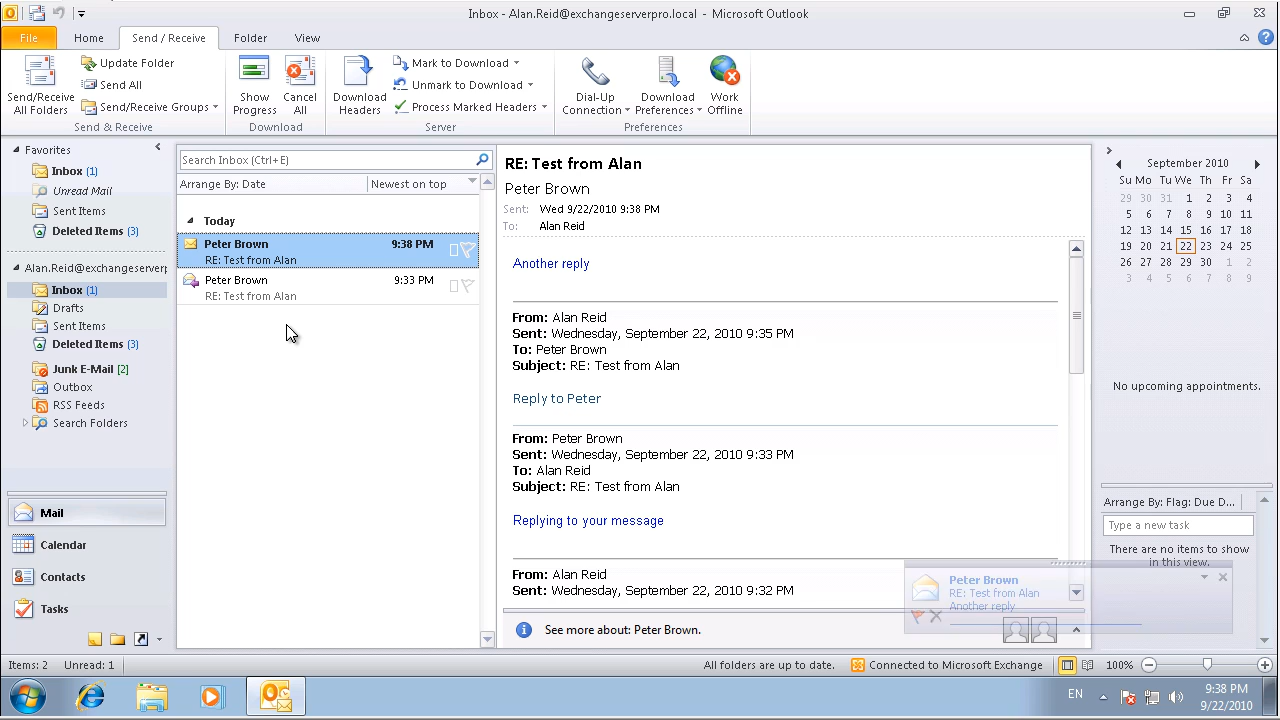 Inbox - Alan.Reid@exchangeserverpro.local - Microsoft Outlook
File Home Send / Receive Folder View
Send/Receive All Folders
Update Folder
Send All
Send/Receive Groups
Send & Receive
Show Progress
Cancel All
Download
Download Headers
Mark to Download
Unmark to Download
Process Marked Headers
Server
Dial-Up Connection
Download Preferences
Work Offline
Preferences
Favorites
Inbox (1)
Unread Mail
Sent Items
Deleted Items (3)
Alan.Reid@exchangeserverp
Inbox (1)
Drafts
Sent Items
Deleted Items (3)
Junk E-Mail [2]
Outbox
RSS Feeds
Search Folders
Mail
Calendar
Contacts
Tasks
Search Inbox (Ctrl+E)
Arrange By: Date Newest on top
Today
Peter Brown 9:38 PM
RE: Test from Alan
Peter Brown 9:33 PM
RE: Test from Alan
RE: Test from Alan
Peter Brown
Sent: Wed 9/22/2010 9:38 PM
To: Alan Reid
Another reply
From: Alan Reid
Sent: Wednesday, September 22, 2010 9:35 PM
To: Peter Brown
Subject: RE: Test from Alan
Reply to Peter
From: Peter Brown
Sent: Wednesday, September 22, 2010 9:33 PM
To: Alan Reid
Subject: RE: Test from Alan
Replying to your message
From: Alan Reid
Sent: Wednesday, September 22, 2010 9:32 PM
See more about: Peter Brown.
September 2010
Su Mo Tu We Th Fr Sa
29 30 31 1 2 3 4
5 6 7 8 9 10 11
12 13 14 15 16 17 18
19 20 21 22 23 24 25
26 27 28 29 30 1 2
3 4 5 6 7 8 9
No upcoming appointments.
Arrange By: Flag: Due D...
Type a new task
There are no items to show
in this view.
Peter Brown
RE: Test from Alan
Another reply
Items: 2 Unread: 1 All folders are up to date. Connected to Microsoft Exchange 100%
EN 9:38 PM
9/22/2010